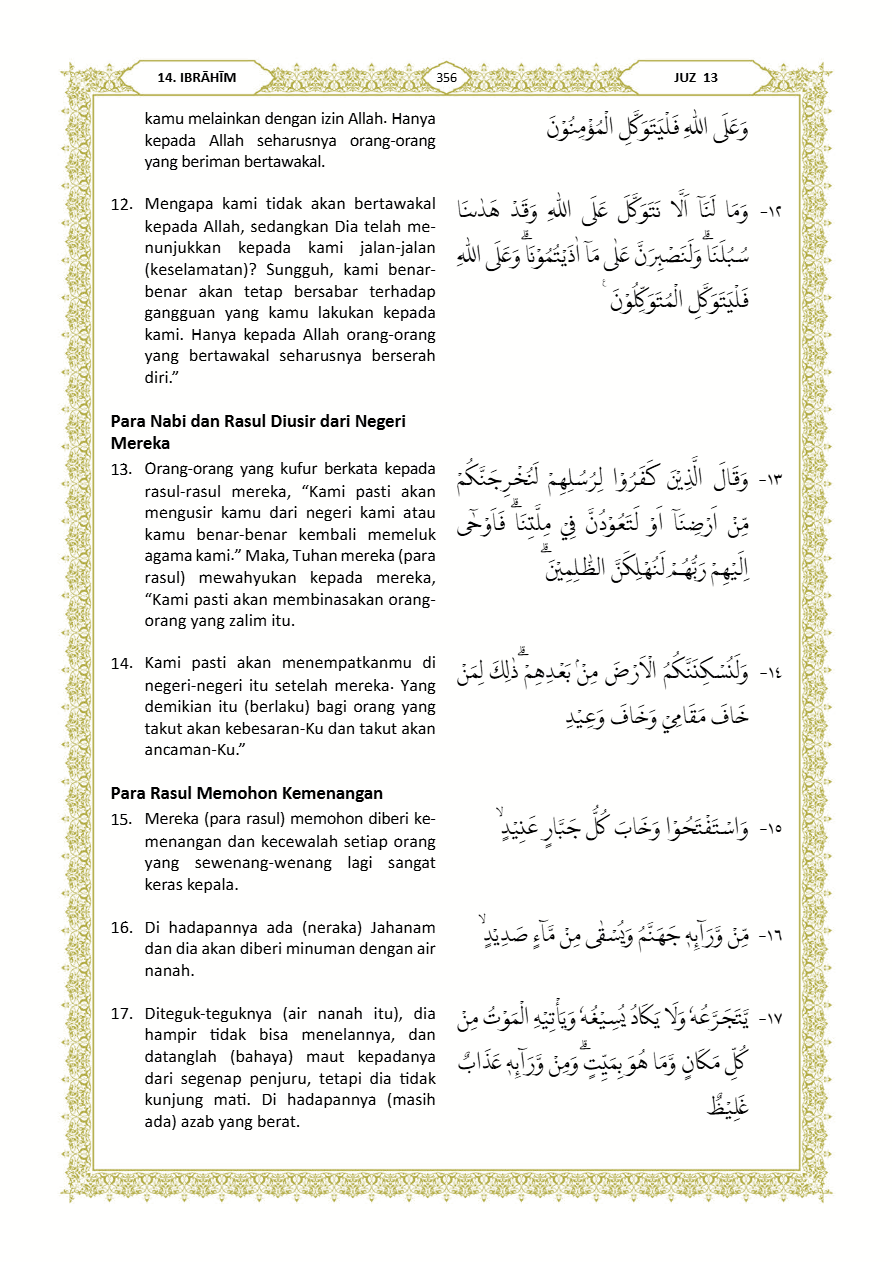 14. IBRĀHĪM
356
JUZ 13
kamu melainkan dengan izin Allah. Hanya
kepada Allah seharusnya orang-orang
yang beriman bertawakal.
وَعَلَى اللّٰهِ فَلْيَتَوَكَّلِ الْمُؤْمِنُوْنَ
12. Mengapa kami tidak akan bertawakal
kepada Allah, sedangkan Dia telah me-
nunjukkan kepada kami jalan-jalan
(keselamatan)? Sungguh, kami benar-
benar akan tetap bersabar terhadap
gangguan yang kamu lakukan kepada
kami. Hanya kepada Allah orang-orang
yang bertawakal seharusnya berserah
diri.”
١٢- وَمَا لَنَآ اَلَّا نَتَوَكَّلَ عَلَى اللّٰهِ وَقَدْ هَدٰىنَا
سُبُلَنَاۗ وَلَنَصْبِرَنَّ عَلٰى مَآ اٰذَيْتُمُوْنَاۗ وَعَلَى اللّٰهِ
فَلْيَتَوَكَّلِ الْمُتَوَكِّلُوْنَ ࣖ
Para Nabi dan Rasul Diusir dari Negeri
Mereka
13. Orang-orang yang kufur berkata kepada
rasul-rasul mereka, “Kami pasti akan
mengusir kamu dari negeri kami atau
kamu benar-benar kembali memeluk
agama kami.” Maka, Tuhan mereka (para
rasul) mewahyukan kepada mereka,
“Kami pasti akan membinasakan orang-
orang yang zalim itu.
١٣- وَقَالَ الَّذِيْنَ كَفَرُوْا لِرُسُلِهِمْ لَنُخْرِجَنَّكُمْ
مِّنْ اَرْضِنَآ اَوْ لَتَعُوْدُنَّ فِيْ مِلَّتِنَاۗ فَاَوْحٰٓى
اِلَيْهِمْ رَبُّهُمْ لَنُهْلِكَنَّ الظّٰلِمِيْنَۗ
14. Kami pasti akan menempatkanmu di
negeri-negeri itu setelah mereka. Yang
demikian itu (berlaku) bagi orang yang
takut akan kebesaran-Ku dan takut akan
ancaman-Ku.”
١٤- وَلَنُسْكِنَنَّكُمُ الْاَرْضَ مِنْۢ بَعْدِهِمْۗ ذٰلِكَ لِمَنْ
خَافَ مَقَامِيْ وَخَافَ وَعِيْدِ
Para Rasul Memohon Kemenangan
15. Mereka (para rasul) memohon diberi ke-
menangan dan kecewalah setiap orang
yang sewenang-wenang lagi sangat
keras kepala.
١٥- وَاسْتَفْتَحُوْا وَخَابَ كُلُّ جَبَّارٍ عَنِيْدٍۙ
16. Di hadapannya ada (neraka) Jahanam
dan dia akan diberi minuman dengan air
nanah.
١٦- مِّنْ وَّرَاۤىِٕهٖ جَهَنَّمُ وَيُسْقٰى مِنْ مَّاۤءٍ صَدِيْدٍۙ
17. Diteguk-teguknya (air nanah itu), dia
hampir tidak bisa menelannya, dan
datanglah (bahaya) maut kepadanya
dari segenap penjuru, tetapi dia tidak
kunjung mati. Di hadapannya (masih
ada) azab yang berat.
١٧- يَّتَجَرَّعُهٗ وَلَا يَكَادُ يُسِيْغُهٗ وَيَأْتِيْهِ الْمَوْتُ مِنْ
كُلِّ مَكَانٍ وَّمَا هُوَ بِمَيِّتٍۗ وَمِنْ وَّرَاۤىِٕهٖ عَذَابٌ
غَلِيْظٌ